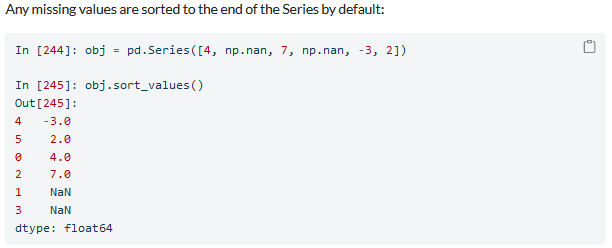 Any missing values are sorted to the end of the Series by default:
In [244]: obj = pd.Series([4, np.nan, 7, np.nan, -3, 2])
In [245]: obj.sort_values()
Out[245]:
4   -3.0
5    2.0
0    4.0
2    7.0
1    NaN
3    NaN
dtype: float64